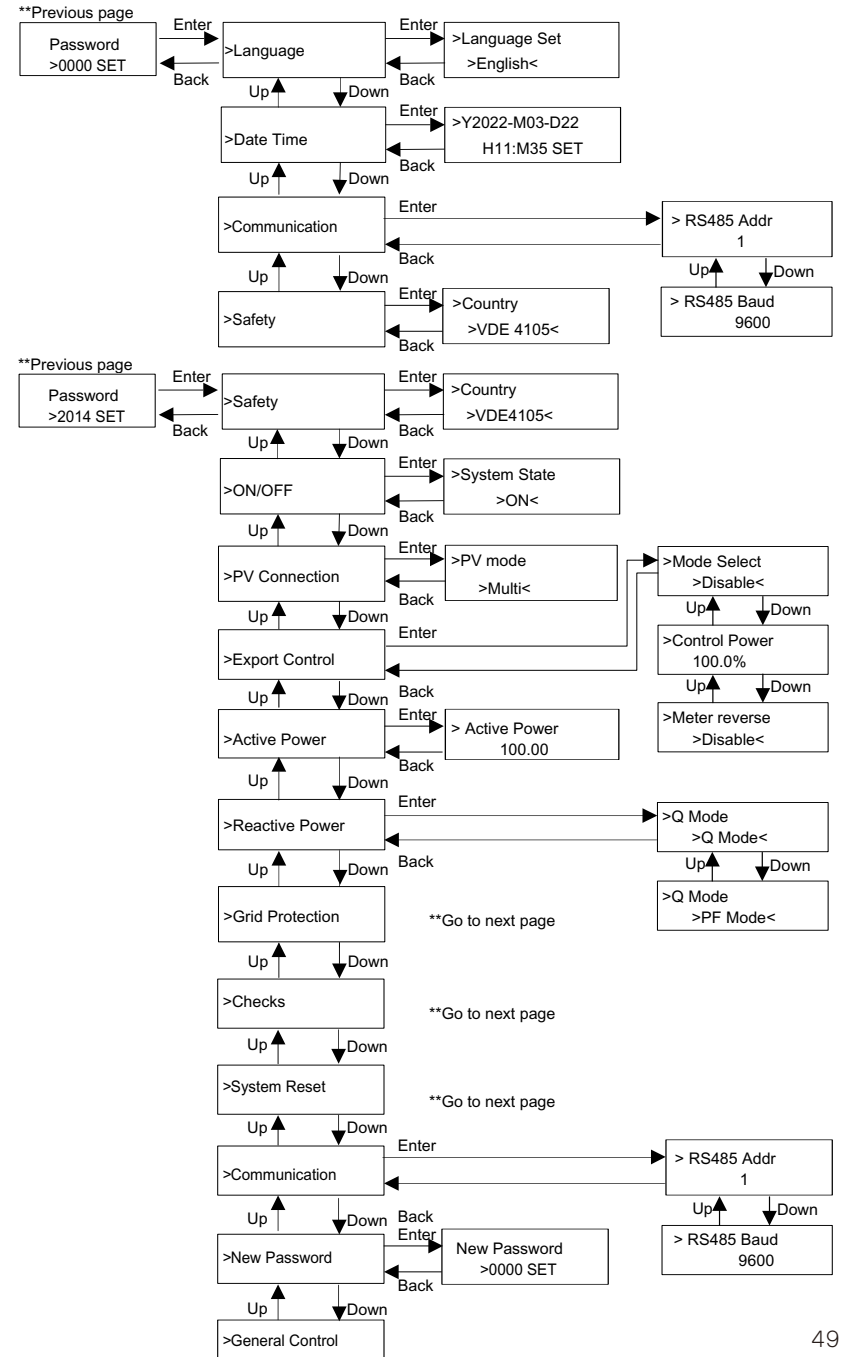 **Previous page
Password
>0000 SET
Enter
Back
>Language
Enter
Back
>Language Set
>English<
Up
Down
>Date Time
Enter
Back
>Y2022-M03-D22
H11:M35 SET
Up
Down
>Communication
Enter
Back
> RS485 Addr
1
Up
Down
> RS485 Baud
9600
Up
Down
>Safety
Enter
Back
>Country
>VDE 4105<
**Previous page
Password
>2014 SET
Enter
Back
>Safety
Enter
Back
>Country
>VDE4105<
Up
Down
>ON/OFF
Enter
Back
>System State
>ON<
Up
Down
>PV Connection
Enter
Back
>PV mode
>Multi<
Up
Down
>Export Control
Enter
Back
>Mode Select
>Disable<
Up
Down
>Control Power
100.0%
Up
Down
>Meter reverse
>Disable<
Up
Down
>Active Power
Enter
Back
> Active Power
100.00
Up
Down
>Reactive Power
Enter
Back
>Q Mode
>Q Mode<
Up
Down
>Q Mode
>PF Mode<
Up
Down
>Grid Protection
**Go to next page
Up
Down
>Checks
**Go to next page
Up
Down
>System Reset
**Go to next page
Up
Down
>Communication
Enter
Back
> RS485 Addr
1
Up
Down
> RS485 Baud
9600
Up
Down
>New Password
Enter
Back
New Password
>0000 SET
Up
Down
>General Control
49